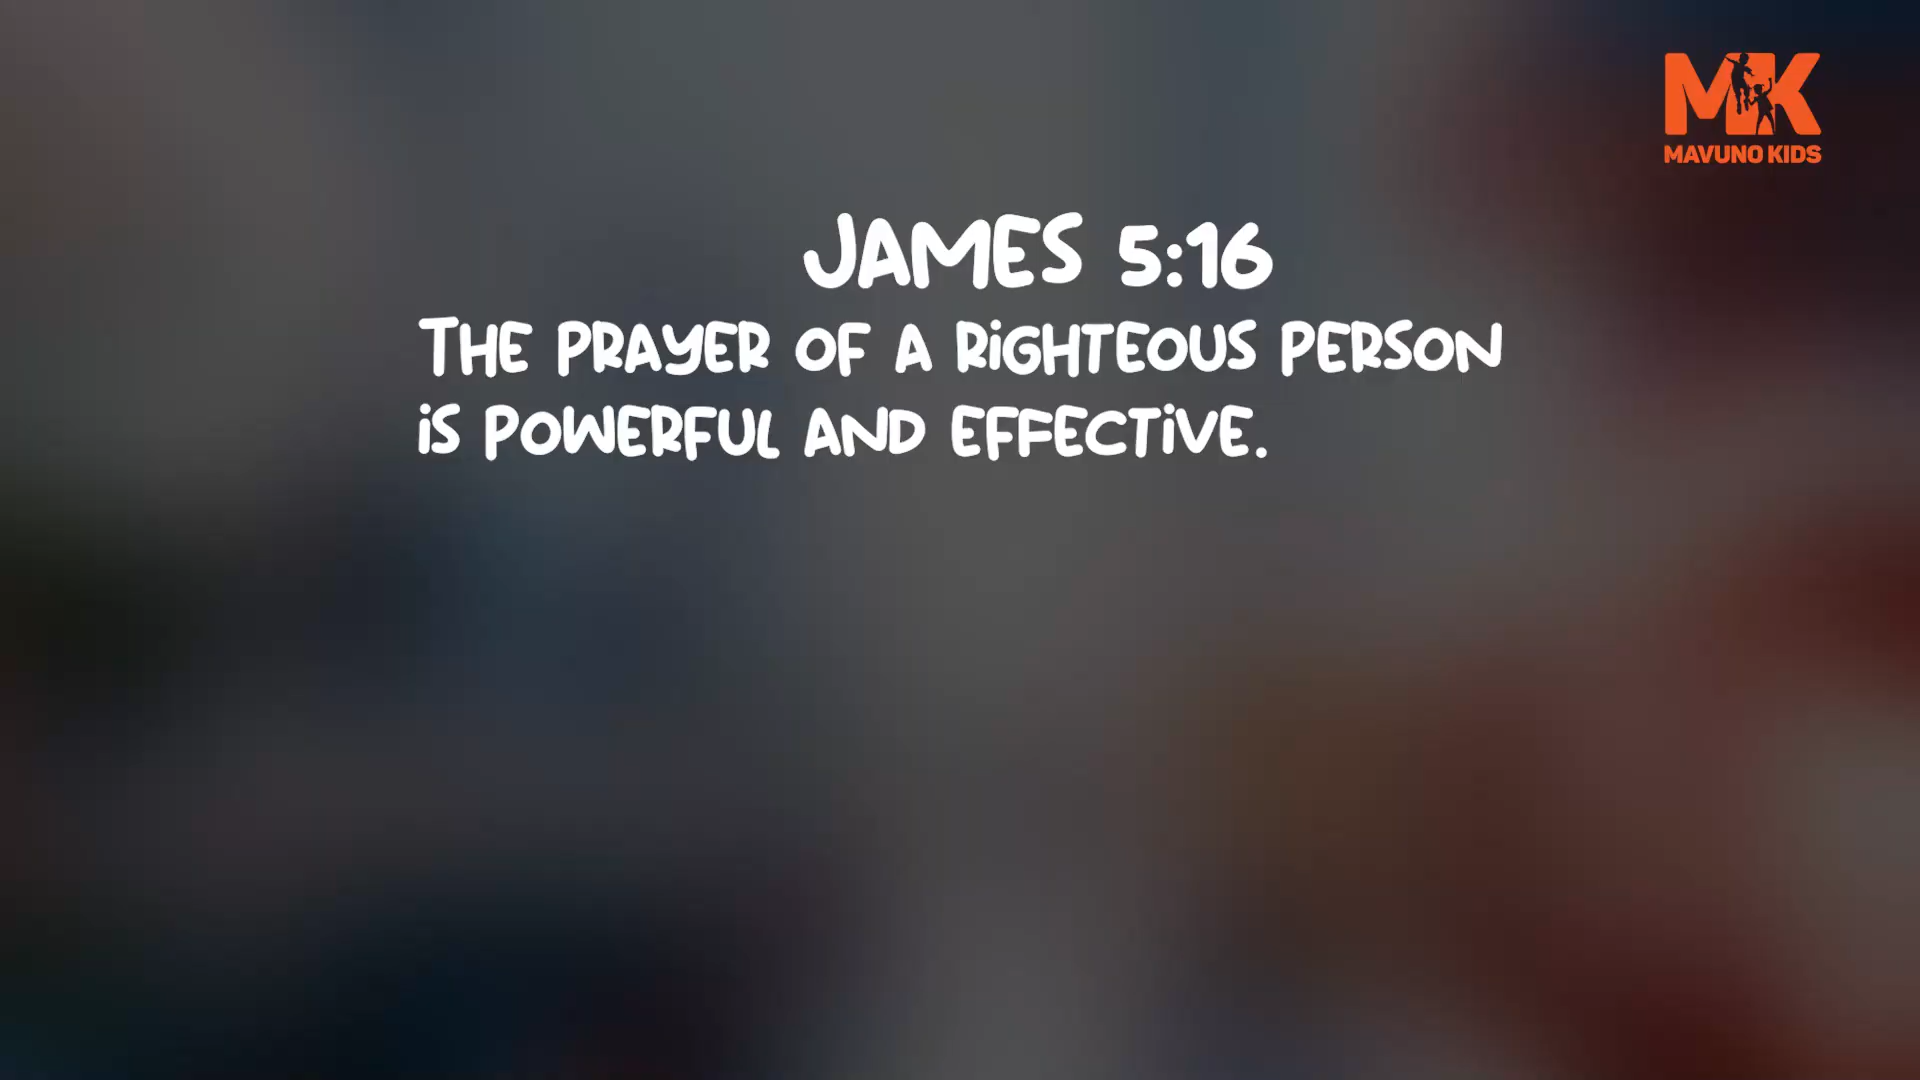 MK
MAVUNO KIDS
JAMES 5:16
THE PRAYER OF A RIGHTEOUS PERSON
IS POWERFUL AND EFFECTIVE.